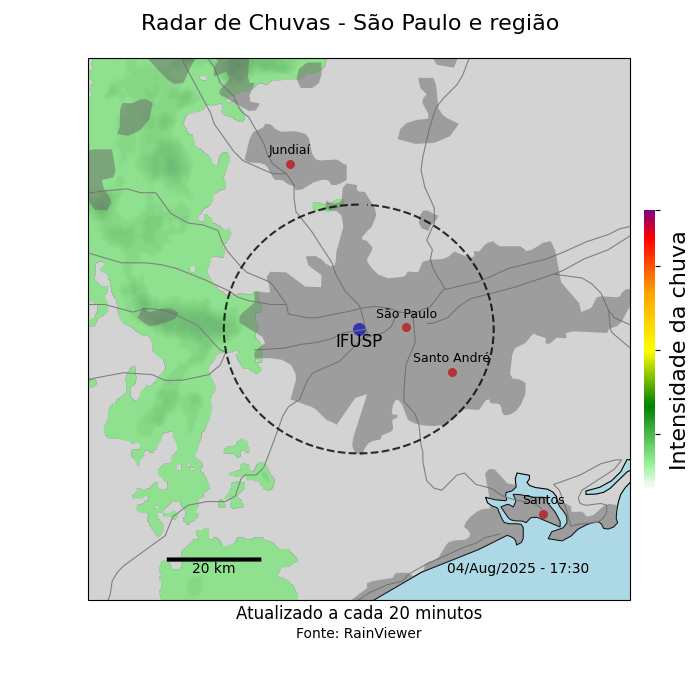 Radar de Chuvas - São Paulo e região
Jundiaí
São Paulo
IFUSP
Santo André
Santos
20 km
04/Aug/2025 - 17:30
Intensidade da chuva
Atualizado a cada 20 minutos
Fonte: RainViewer